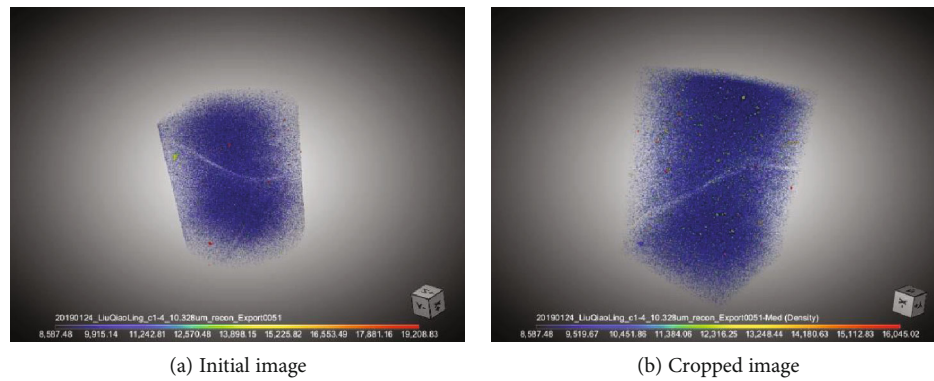 20190124_LiuQiaoLing_c1-4_10.328um_recon_Export0051
8,587.48 9,915.14 11,242.81 12,570.48 13,898.15 15,225.82 16,553.49 17,881.16 19,208.83
(a) Initial image
20190124_LiuQiaoLing_c1-4_10.328um_recon_Export0051-Med (Density)
8,587.48 9,519.67 10,451.86 11,384.06 12,316.25 13,248.44 14,180.63 15,112.83 16,045.02
(b) Cropped image